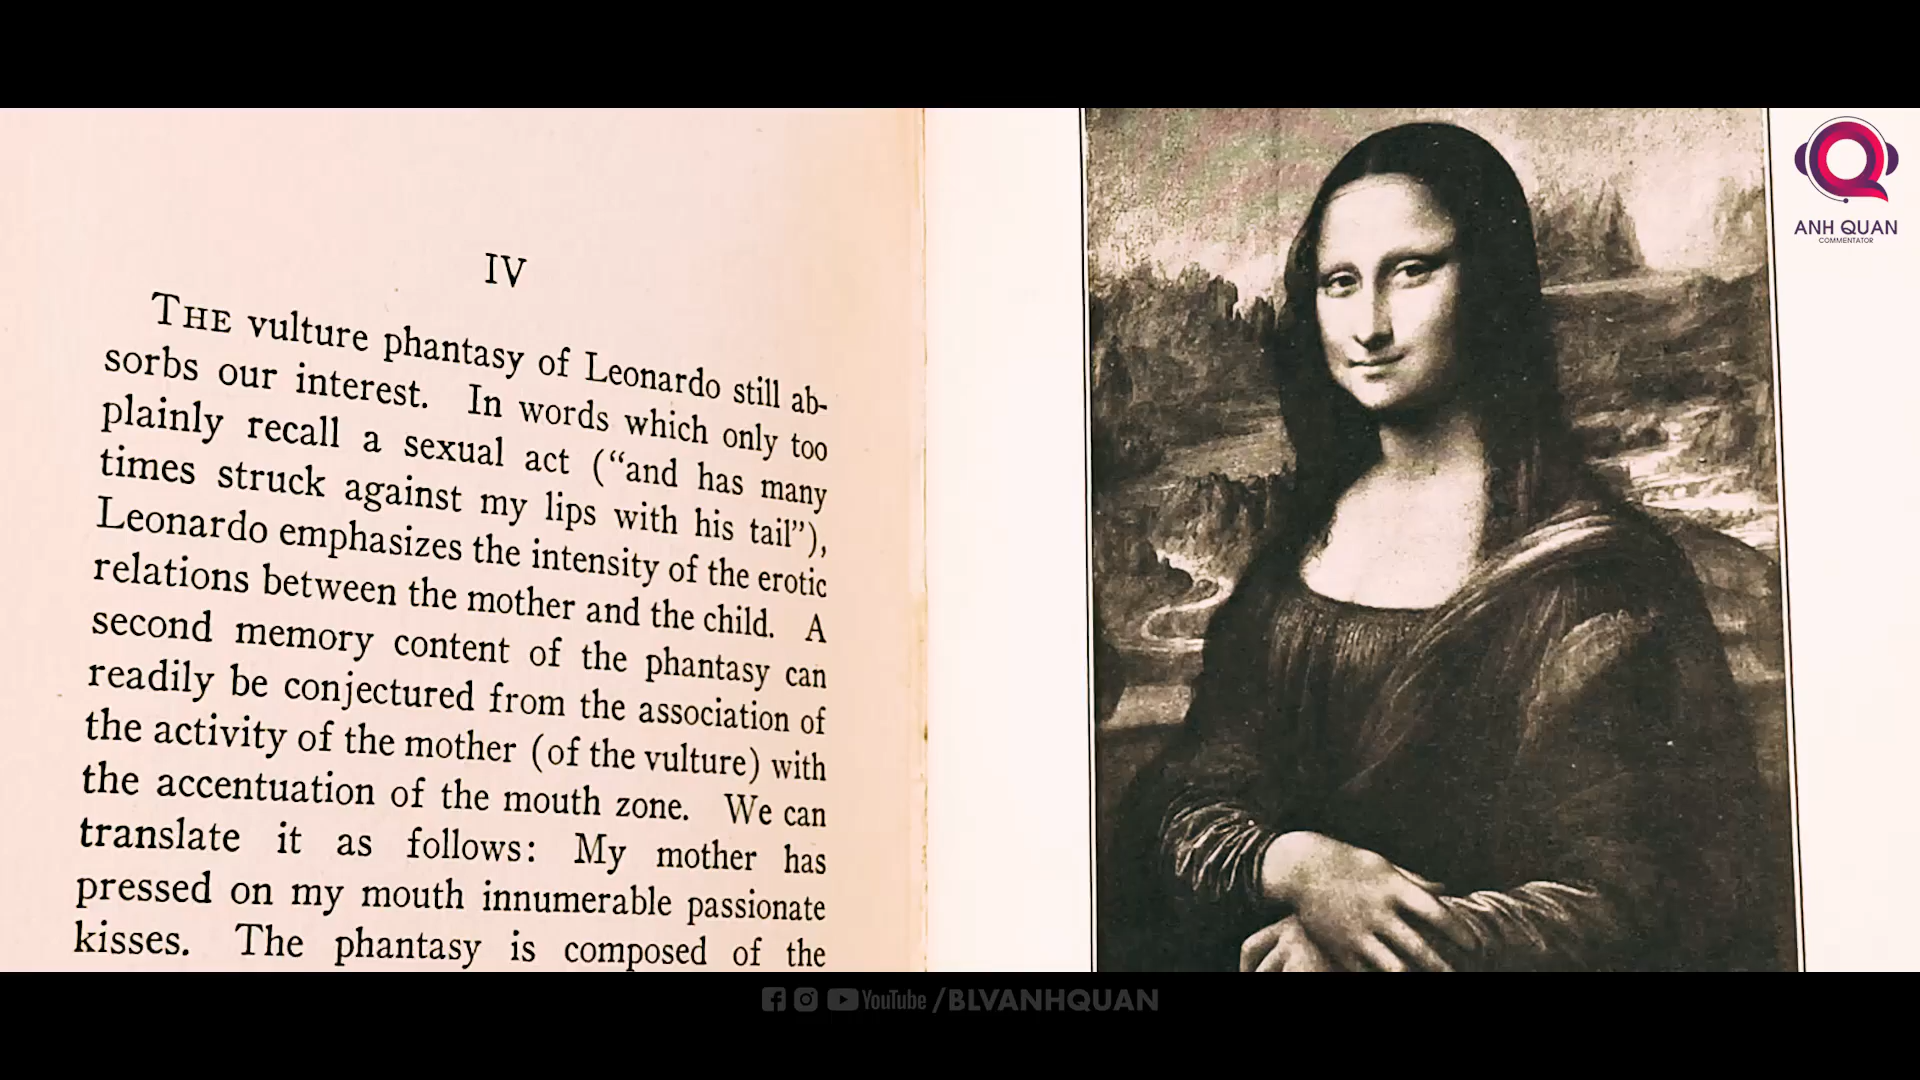 IV
THE vulture phantasy of Leonardo still ab-
sorbs our interest. In words which only too
plainly recall a sexual act (“and has many
times struck against my lips with his tail”),
Leonardo emphasizes the intensity of the erotic
relations between the mother and the child. A
second memory content of the phantasy can
readily be conjectured from the association of
the activity of the mother (of the vulture) with
the accentuation of the mouth zone. We can
translate it as follows: My mother has
pressed on my mouth innumerable passionate
kisses. The phantasy is composed of the
ANH QUAN
COMMENTATOR
YouTube /BLVANHQUAN